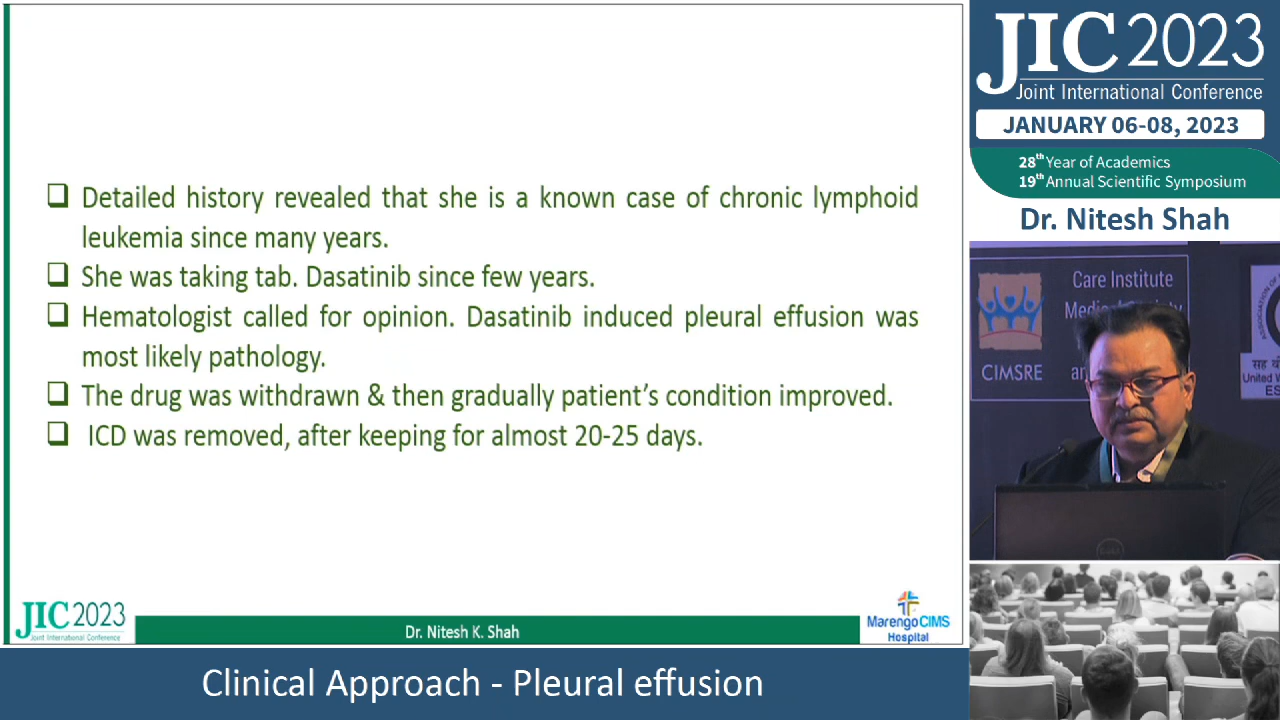 Detailed history revealed that she is a known case of chronic lymphoid
leukemia since many years.
She was taking tab. Dasatinib since few years.
Hematologist called for opinion. Dasatinib induced pleural effusion was
most likely pathology.
The drug was withdrawn & then gradually patient's condition improved.
ICD was removed, after keeping for almost 20-25 days.
JIC 2023
Joint International Conference
Dr. Nitesh K. Shah
Marengo CIMS
Hospital
Clinical Approach - Pleural effusion
JIC 2023
Joint International Conference
JANUARY 06-08, 2023
28th Year of Academics
19th Annual Scientific Symposium
Dr. Nitesh Shah
Care Institute
CIMSRE